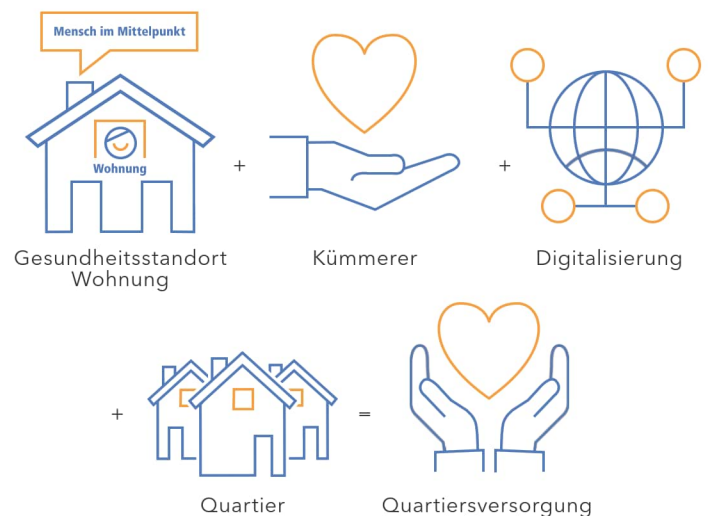 Mensch im Mittelpunkt
Wohnung
+
+
Gesundheitsstandort
Wohnung
Kümmerer
Digitalisierung
+
=
Quartier
Quartiersversorgung